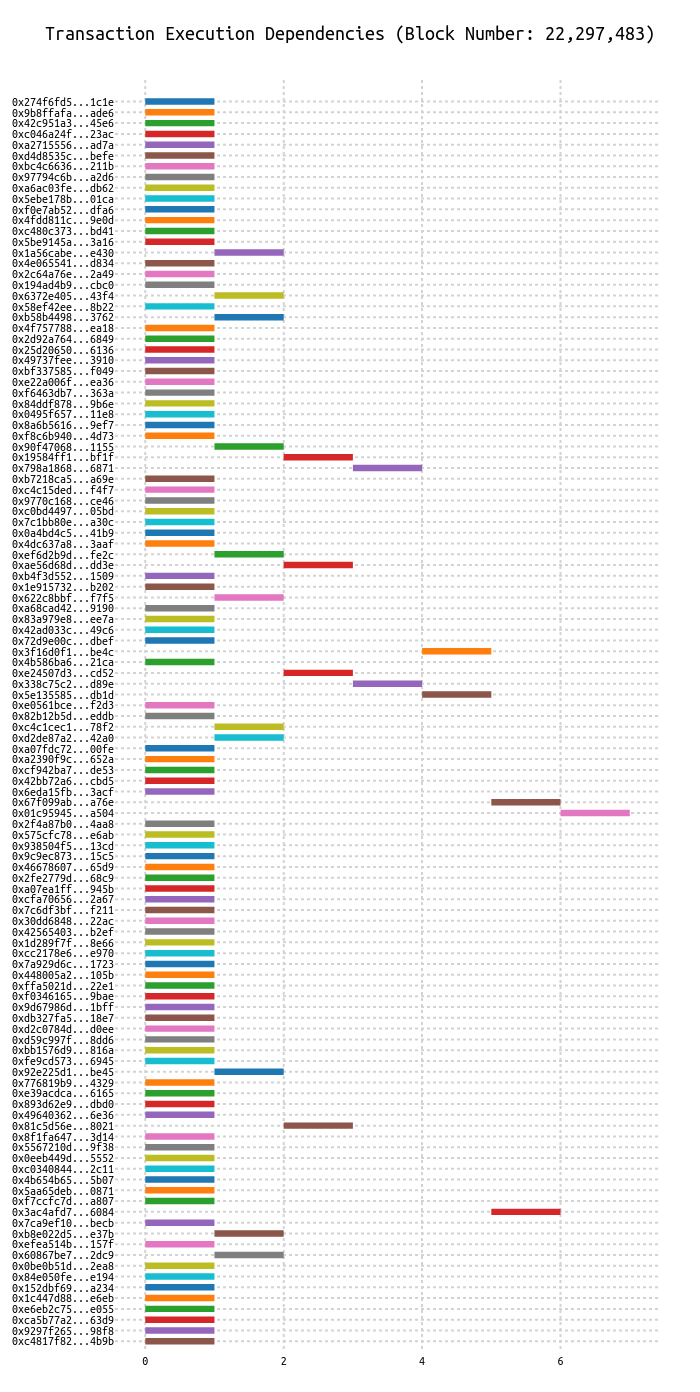 Transaction Execution Dependencies (Block Number: 22,297,483)
0x274f6fd5...1c1e
0x9b8ffafa...ade6
0x42c951a3...45e6
0xc046a24f...23ac
0xa2715556...ad7a
0xd4d8535c...befe
0xbc4c6636...211b
0x97794c6b...a2d6
0xa6ac03fe...db62
0x5ebe178b...01ca
0xf0e7ab52...dfa6
0x4fdd811c...9e0d
0xc480c373...bd41
0x5be9145a...3a16
0x1a56cabe...e430
0x4e065541...d834
0x2c64a76e...2a49
0x194ad4b9...cbc0
0x6372e405...43f4
0x58ef42ee...8b22
0xb58b4498...3762
0x4f757788...ea18
0x2d92a764...6849
0x25d20650...6136
0x49737fee...3910
0xbf337585...f049
0xe22a006f...ea36
0xf6463db7...363a
0x84ddf878...9b6e
0x0495f657...11e8
0x8a6b5616...9ef7
0xf8c6b940...4d73
0x90f47068...1155
0x19584ff1...bf1f
0x798a1868...6871
0xb7218ca5...a69e
0xc4c15ded...f4f7
0x9770c168...ce46
0xc0bd4497...05bd
0x7c1bb80e...a30c
0x0a4bd4c5...41b9
0x4dc637a8...3aaf
0xef6d2b9d...fe2c
0xae56d68d...dd3e
0xb4f3d552...1509
0x1e915732...b202
0x622c8bbf...f7f5
0xa68cad42...9190
0x83a979e8...ee7a
0x42ad033c...49c6
0x72d9e00c...dbef
0x3f16d0f1...be4c
0x4b586ba6...21ca
0xe24507d3...cd52
0x338c75c2...d89e
0x5e135585...db1d
0xe0561bce...f2d3
0x82b12b5d...eddb
0xc4c1cec1...78f2
0xd2de87a2...42a0
0xa07fdc72...00fe
0xa2390f9c...652a
0xcf942ba7...de53
0x42bb72a6...cbd5
0x6eda15fb...3acf
0x67f099ab...a76e
0x01c95945...a504
0x2f4a87b0...4aa8
0x575cfc78...e6ab
0x938504f5...13cd
0x9c9ec873...15c5
0x46678607...65d9
0x2fe2779d...68c9
0xa07ea1ff...945b
0xcfa70656...2a67
0x7c6df3bf...f211
0x30dd6848...22ac
0x42565403...b2ef
0x1d289f7f...8e66
0xcc2178e6...e970
0x7a929d6c...1723
0x448005a2...105b
0xffa5021d...22e1
0xf0346165...9bae
0x9d67986d...1bff
0xdb327fa5...18e7
0xd2c0784d...d0ee
0xd59c997f...8dd6
0xbb1576d9...816a
0xfe9cd573...6945
0x92e225d1...be45
0x776819b9...4329
0xe39acdca...6165
0x893d62e9...dbd0
0x49640362...6e36
0x81c5d56e...8021
0x8f1fa647...3d14
0x5567210d...9f38
0x0eeb449d...5552
0xc0340844...2c11
0x4b654b65...5b07
0x5aa65deb...0871
0xf7ccfc7d...a807
0x3ac4afd7...6084
0x7ca9ef10...becb
0xb8e022d5...e37b
0xefea514b...157f
0x60867be7...2dc9
0x0be0b51d...2ea8
0x84e050fe...e194
0x152dbf69...a234
0x1c447d88...e6eb
0xe6eb2c75...e055
0xca5b77a2...63d9
0x9297f265...98f8
0xc4817f82...4b9b
0 2 4 6